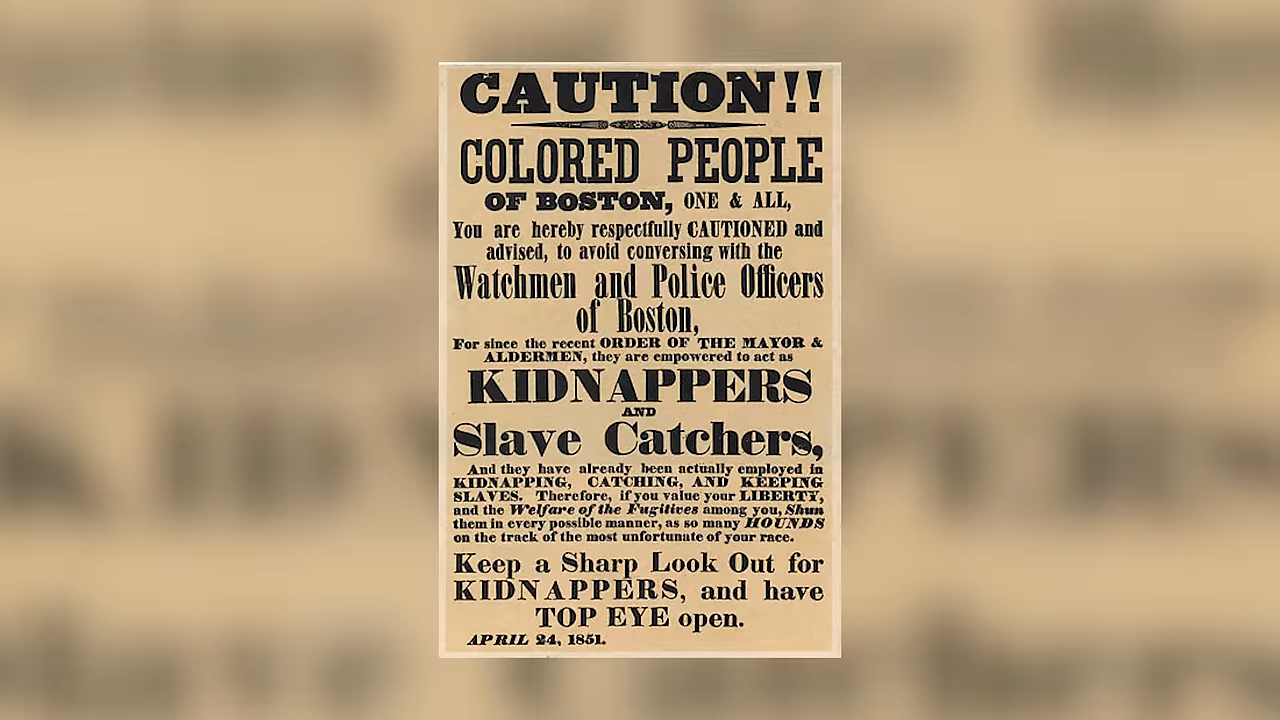 CAUTION!!
COLORED PEOPLE
OF BOSTON, ONE & ALL,
You are hereby respectfully CAUTIONED and
advised, to avoid conversing with the
Watchmen and Police Officers
of Boston,
For since the recent ORDER OF THE MAYOR &
ALDERMEN, they are empowered to act as
KIDNAPPERS
AND
Slave Catchers,
And they have already been actually employed in
KIDNAPPING, CATCHING, AND KEEPING
SLAVES. Therefore, if you value your LIBERTY,
and the Welfare of the Fugitives among you, Shun
them in every possible manner, as so many HOUNDS
on the track of the most unfortunate of your race.
Keep a Sharp Look Out for
KIDNAPPERS, and have
TOP EYE open.
APRIL 24, 1851.